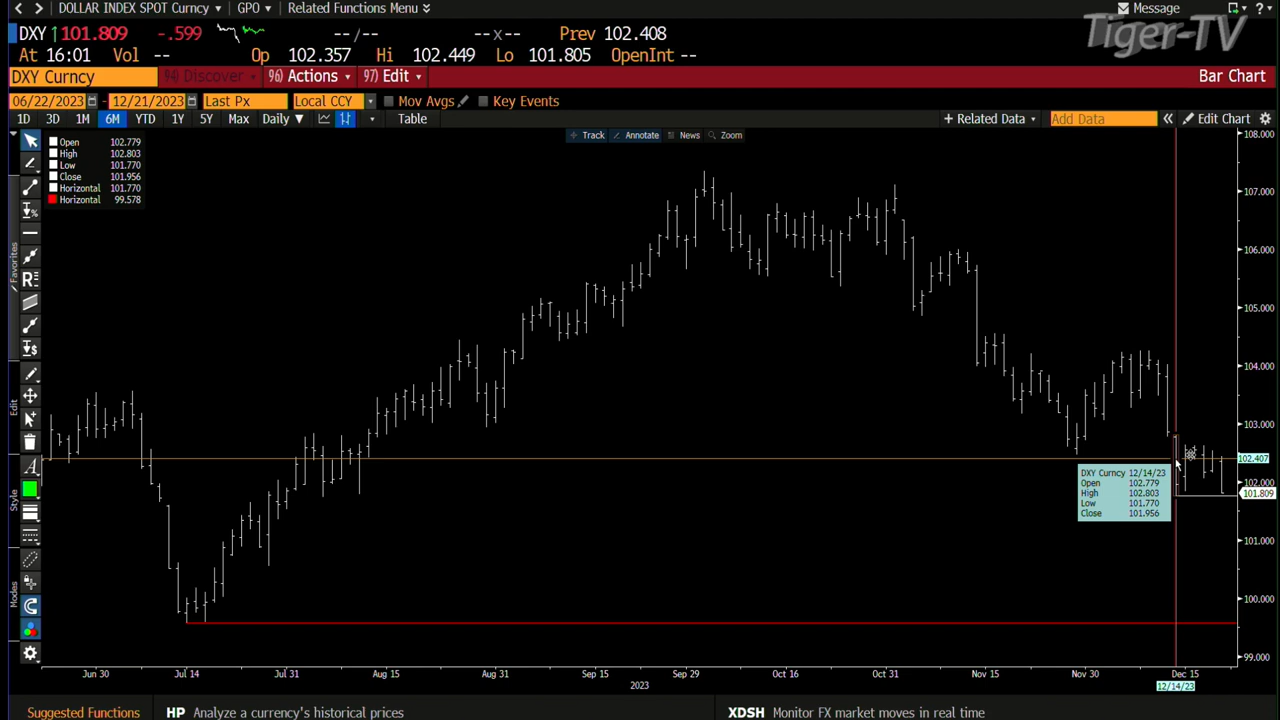 DOLLAR INDEX SPOT Curncy GPO Related Functions Menu Message
Tiger-TV
DXY 101.809 -.599 --/-- --x-- Prev 102.408
At 16:01 Vol -- Op 102.357 Hi 102.449 Lo 101.805 OpenInt --
DXY Curncy 94) Discover 96) Actions 97) Edit Bar Chart
06/22/2023 - 12/21/2023 Last Px Local CCY Mov Avgs Key Events
1D 3D 1M 6M YTD 1Y 5Y Max Daily Table + Related Data Add Data Edit Chart
Track Annotate News Zoom
Open 102.779
High 102.803
Low 101.770
Close 101.956
Horizontal 101.770
Horizontal 99.578
Favorites
Edit
Style
Modes
108.000
107.000
106.000
105.000
104.000
103.000
102.407
102.000
101.809
101.000
100.000
99.000
DXY Curncy 12/14/23
Open 102.779
High 102.803
Low 101.770
Close 101.956
Jun 30 Jul 14 Jul 31 Aug 15 Aug 31 Sep 15 Sep 29 Oct 16 Oct 31 Nov 15 Nov 30 Dec 15
2023
12/14/23
Suggested Functions HP Analyze a currency's historical prices XDSH Monitor FX market moves in real time